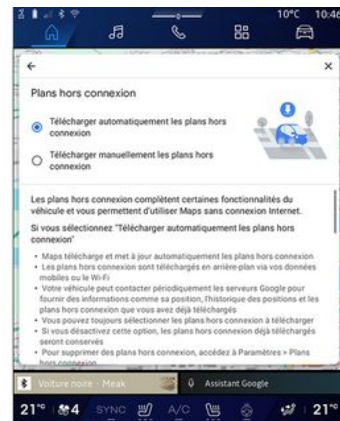 10°C 10:46
Plans hors connexion
Télécharger automatiquement les plans hors
connexion
Télécharger manuellement les plans hors
connexion
Les plans hors connexion complètent certaines fonctionnalités du
véhicule et vous permettent d'utiliser Maps sans connexion Internet.
Si vous sélectionnez "Télécharger automatiquement les plans hors
connexion"
• Maps télécharge et met à jour automatiquement les plans hors connexion
• Les plans hors connexion sont téléchargés en arrière-plan via vos données
mobiles ou le Wi-Fi
• Votre véhicule peut contacter périodiquement les serveurs Google pour
fournir des informations comme sa position, l'historique des positions et les
plans hors connexion que vous avez déjà téléchargés
• Vous pouvez toujours sélectionner les plans hors connexion à télécharger
• Si vous désactivez cette option, les plans hors connexion déjà téléchargés
seront conservés
• Pour supprimer des plans hors connexion, accédez à Paramètres > Plans
hors connexion
Voiture noire · Meak
Assistant Google
21°° 4 SYNC A/C 21°°